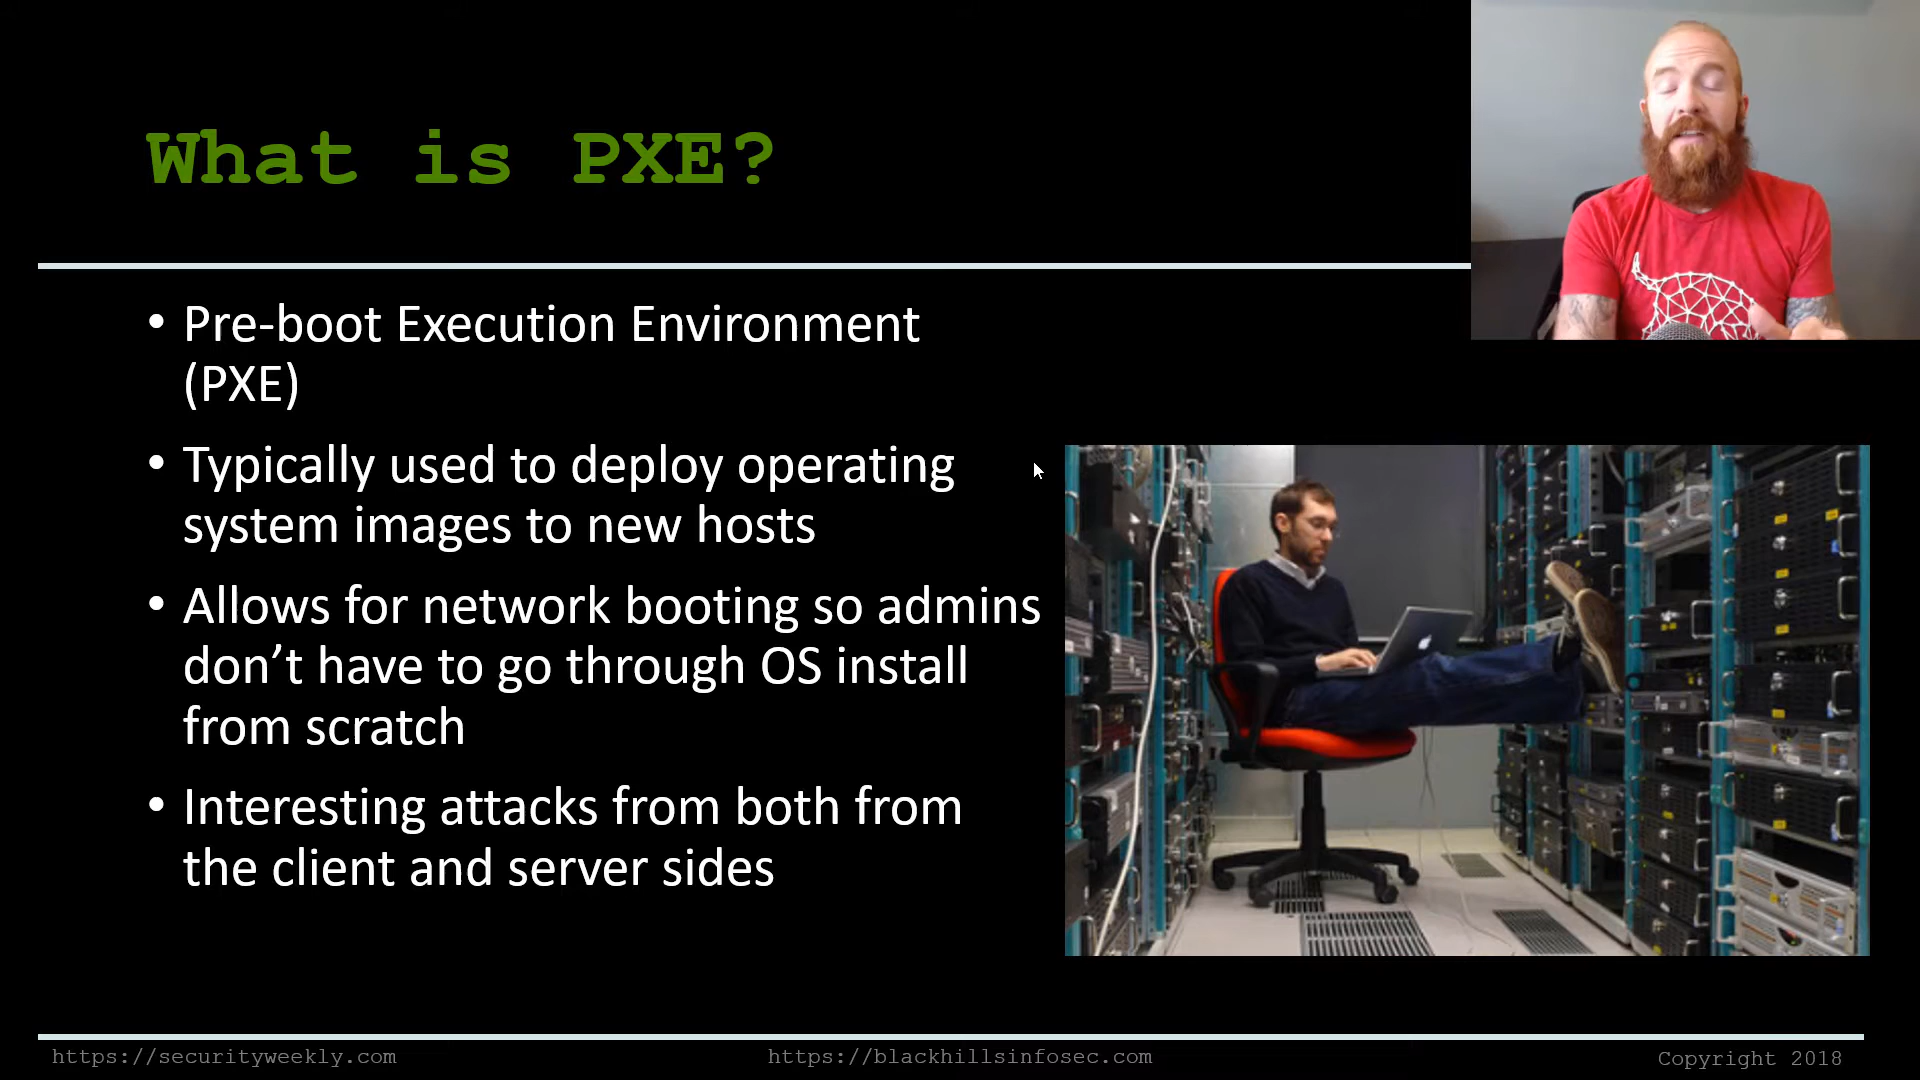 What is PXE?
• Pre-boot Execution Environment
(PXE)
• Typically used to deploy operating
system images to new hosts
• Allows for network booting so admins
don’t have to go through OS install
from scratch
• Interesting attacks from both from
the client and server sides
https://securityweekly.com
https://blackhillsinfosec.com
Copyright 2018